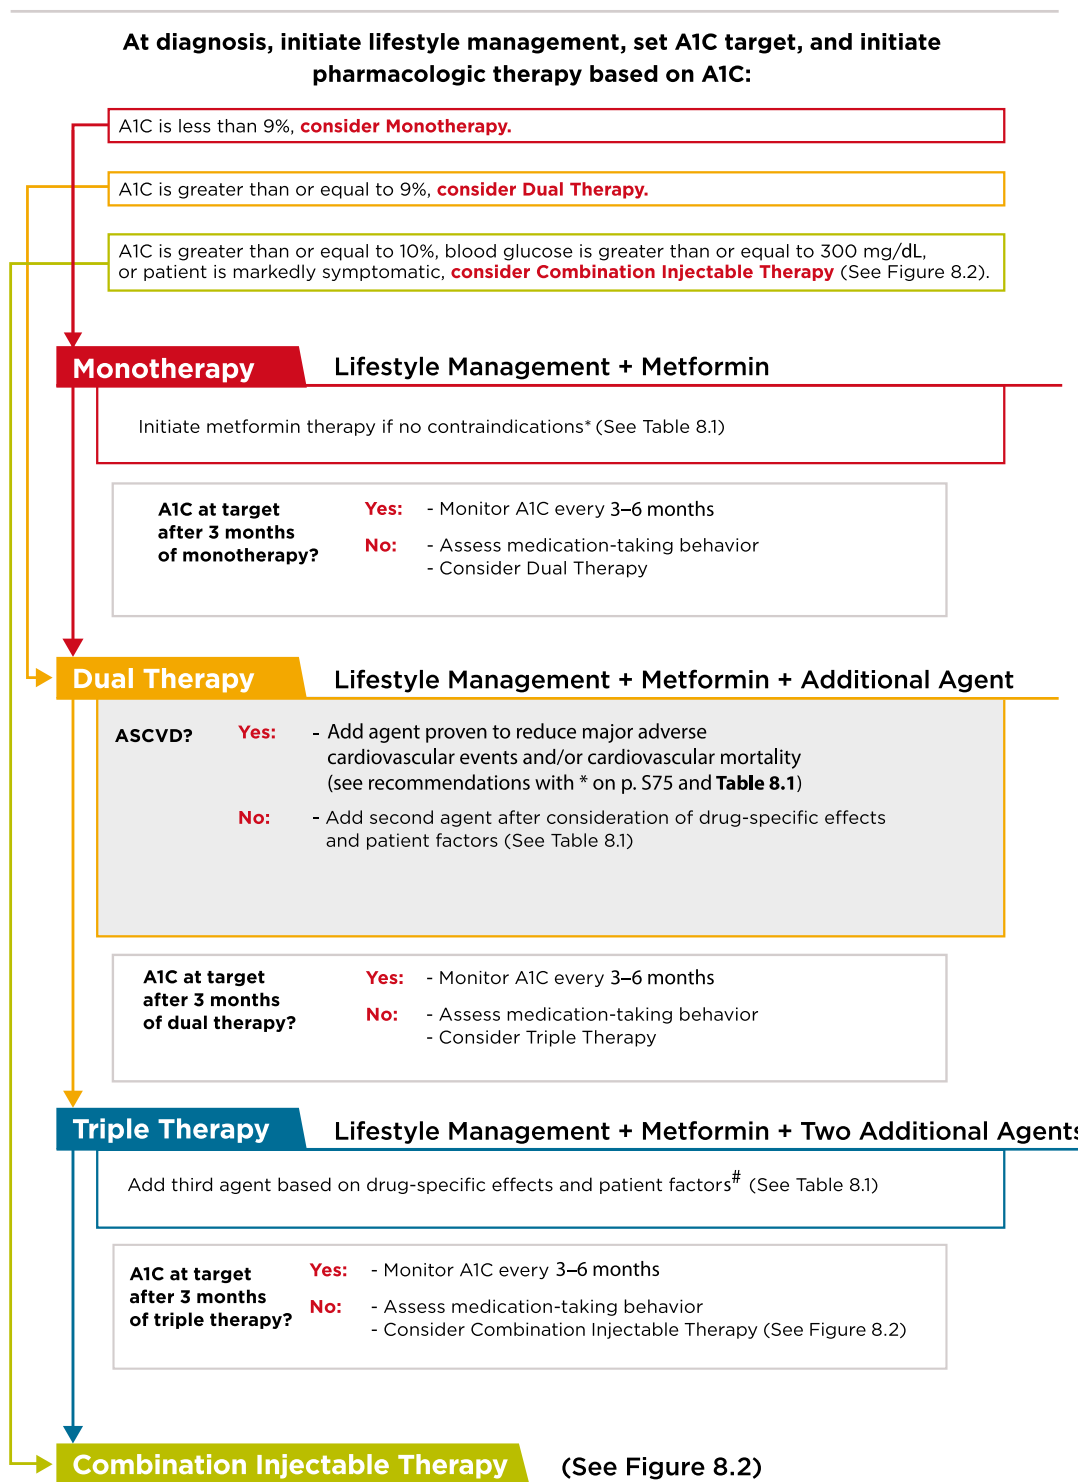 At diagnosis, initiate lifestyle management, set A1C target, and initiate
pharmacologic therapy based on A1C:
A1C is less than 9%, consider Monotherapy.
A1C is greater than or equal to 9%, consider Dual Therapy.
A1C is greater than or equal to 10%, blood glucose is greater than or equal to 300 mg/dL,
or patient is markedly symptomatic, consider Combination Injectable Therapy (See Figure 8.2).
Monotherapy Lifestyle Management + Metformin
Initiate metformin therapy if no contraindications* (See Table 8.1)
A1C at target
after 3 months
of monotherapy?
Yes: - Monitor A1C every 3–6 months
No: - Assess medication-taking behavior
- Consider Dual Therapy
Dual Therapy Lifestyle Management + Metformin + Additional Agent
ASCVD? Yes: - Add agent proven to reduce major adverse
cardiovascular events and/or cardiovascular mortality
(see recommendations with * on p. S75 and Table 8.1)
No: - Add second agent after consideration of drug-specific effects
and patient factors (See Table 8.1)
A1C at target
after 3 months
of dual therapy?
Yes: - Monitor A1C every 3–6 months
No: - Assess medication-taking behavior
- Consider Triple Therapy
Triple Therapy Lifestyle Management + Metformin + Two Additional Agents
Add third agent based on drug-specific effects and patient factors# (See Table 8.1)
A1C at target
after 3 months
of triple therapy?
Yes: - Monitor A1C every 3–6 months
No: - Assess medication-taking behavior
- Consider Combination Injectable Therapy (See Figure 8.2)
Combination Injectable Therapy (See Figure 8.2)